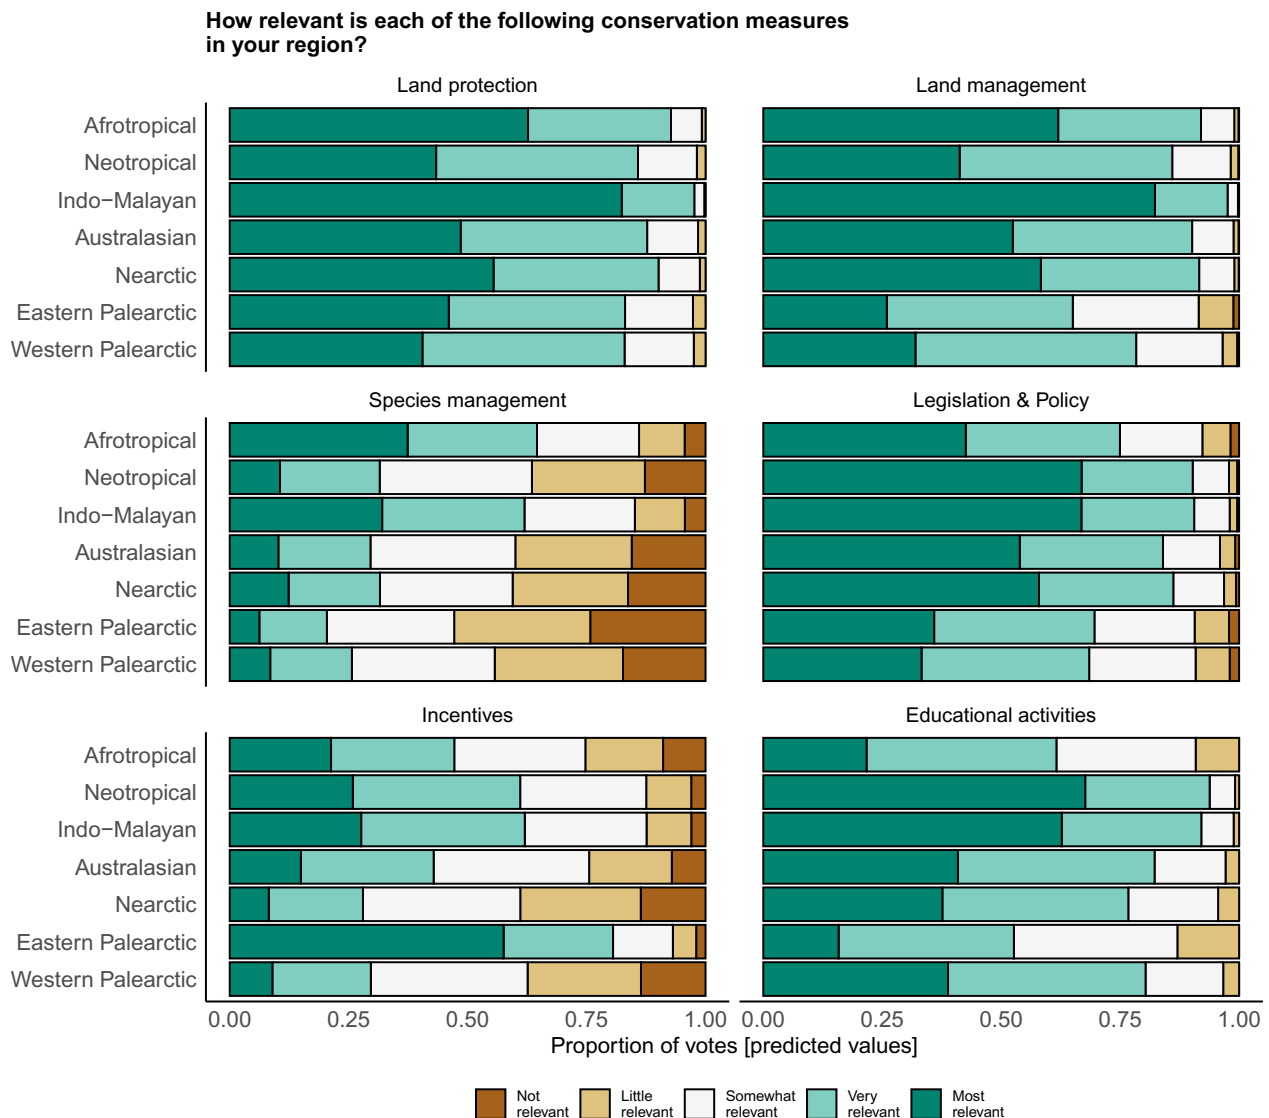 How relevant is each of the following conservation measures
in your region?
Land protection
Land management
Afrotropical
Neotropical
Indo−Malayan
Australasian
Nearctic
Eastern Palearctic
Western Palearctic
Species management
Legislation & Policy
Afrotropical
Neotropical
Indo−Malayan
Australasian
Nearctic
Eastern Palearctic
Western Palearctic
Incentives
Educational activities
Afrotropical
Neotropical
Indo−Malayan
Australasian
Nearctic
Eastern Palearctic
Western Palearctic
0.00 0.25 0.50 0.75 1.00 0.00 0.25 0.50 0.75 1.00
Proportion of votes [predicted values]
Not
relevant
Little
relevant
Somewhat
relevant
Very
relevant
Most
relevant